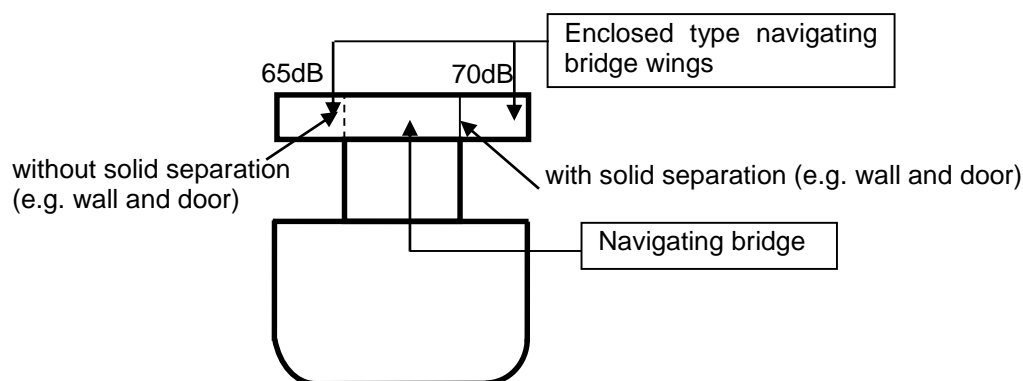 Enclosed type navigating
bridge wings
65dB
70dB
without solid separation
(e.g. wall and door)
with solid separation (e.g. wall and door)
Navigating bridge